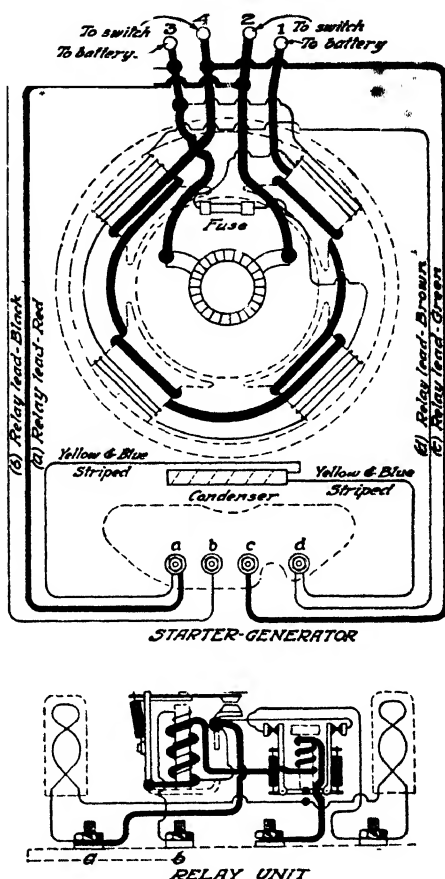 To switch
3 4 2 To switch
To battery 1 To battery
Fuse
(b) Relay lead-Black
(a) Relay lead-Red
(d) Relay lead-Brown
(c) Relay lead-Green
Yellow & Blue
Striped
Yellow & Blue
Striped
Condenser
a b c d
STARTER-GENERATOR
a b
RELAY UNIT